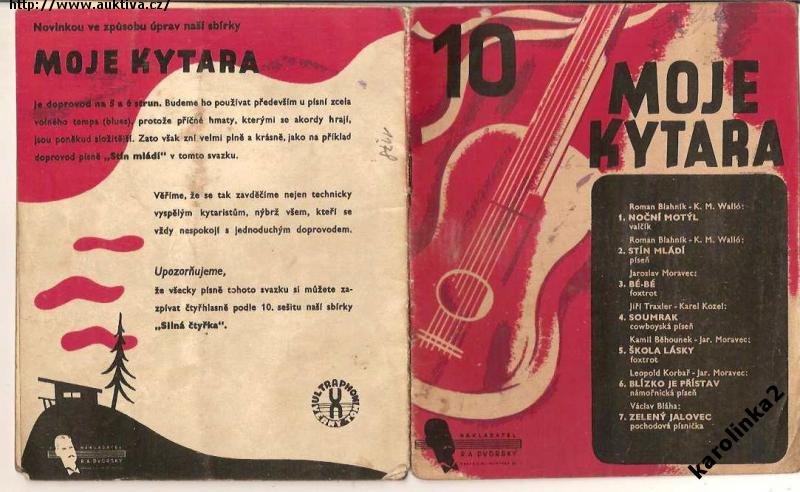 http://www.auktiva.cz/
Novinkou ve způsobu úprav naší sbírky
MOJE KYTARA
je doprovod na 5 a 6 strun. Budeme ho používat především u písní zcela
volného tempa (blues), protože příčné hmaty, kterými se akordy hrají,
jsou poněkud složitější. Zato však zní velmi plně a krásně, jako na příklad
doprovod písně „Stín mládí" v tomto svazku.
Věříme, že se tak zavděčíme nejen technicky
vyspělým kytaristům, nýbrž všem, kteří se
vždy nespokojí s jednoduchým doprovodem.
Upozorňujeme,
že všecky písně tohoto svazku si můžete za-
zpívat čtyřhlasně podle 10. sešitu naší sbírky
„Silná čtyřka".
ULTRAPHON
NAKLADATEL
R.A.DVORSKÝ
10
MOJE
KYTARA
Roman Blahník - K. M. Walló:
1. NOČNÍ MOTÝL
valčík
Roman Blahník - K. M. Walló:
2. STÍN MLÁDÍ
píseň
Jaroslav Moravec:
3. BÉ-BÉ
foxtrot
Jiří Traxler - Karel Kozel:
4. SOUMRAK
cowboyská píseň
Kamil Běhounek - Jar. Moravec:
5. ŠKOLA LÁSKY
foxtrot
Leopold Korbař - Jar. Moravec:
6. BLÍZKO JE PŘÍSTAV
námořnická píseň
Václav Bláha:
7. ZELENÝ JALOVEC
pochodová písnička
NAKLADATEL
R.A.DVORSKÝ
karolinka2